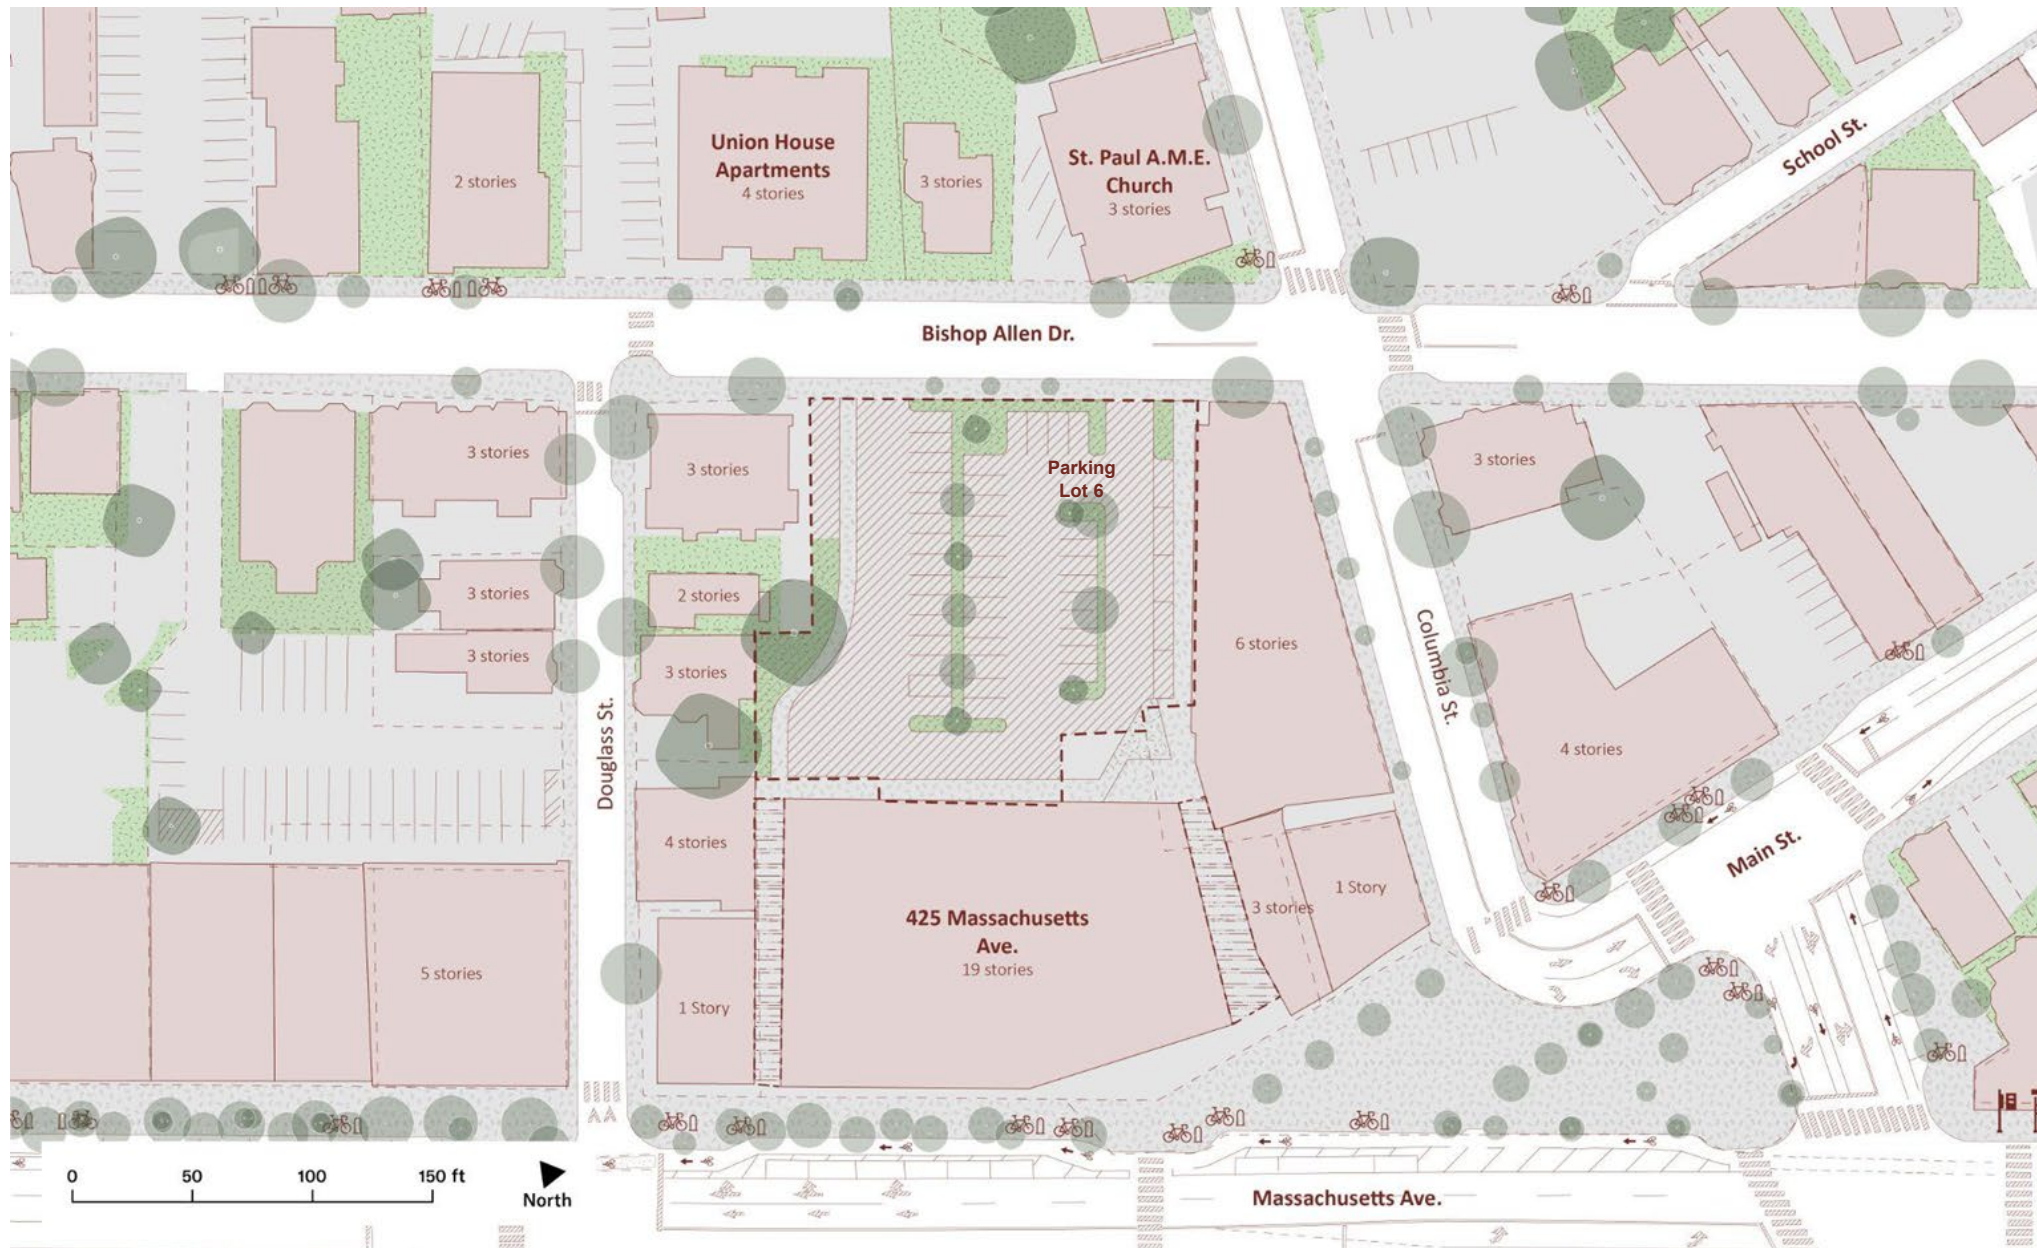 Union House
Apartments
4 stories
2 stories
3 stories
St. Paul A.M.E.
Church
3 stories
School St.
Bishop Allen Dr.
3 stories
3 stories
Parking
Lot 6
3 stories
3 stories
2 stories
3 stories
3 stories
6 stories
Columbia St.
4 stories
Douglass St.
4 stories
Main St.
1 Story
3 stories
425 Massachusetts
Ave.
19 stories
5 stories
1 Story
0 50 100 150 ft
North
Massachusetts Ave.